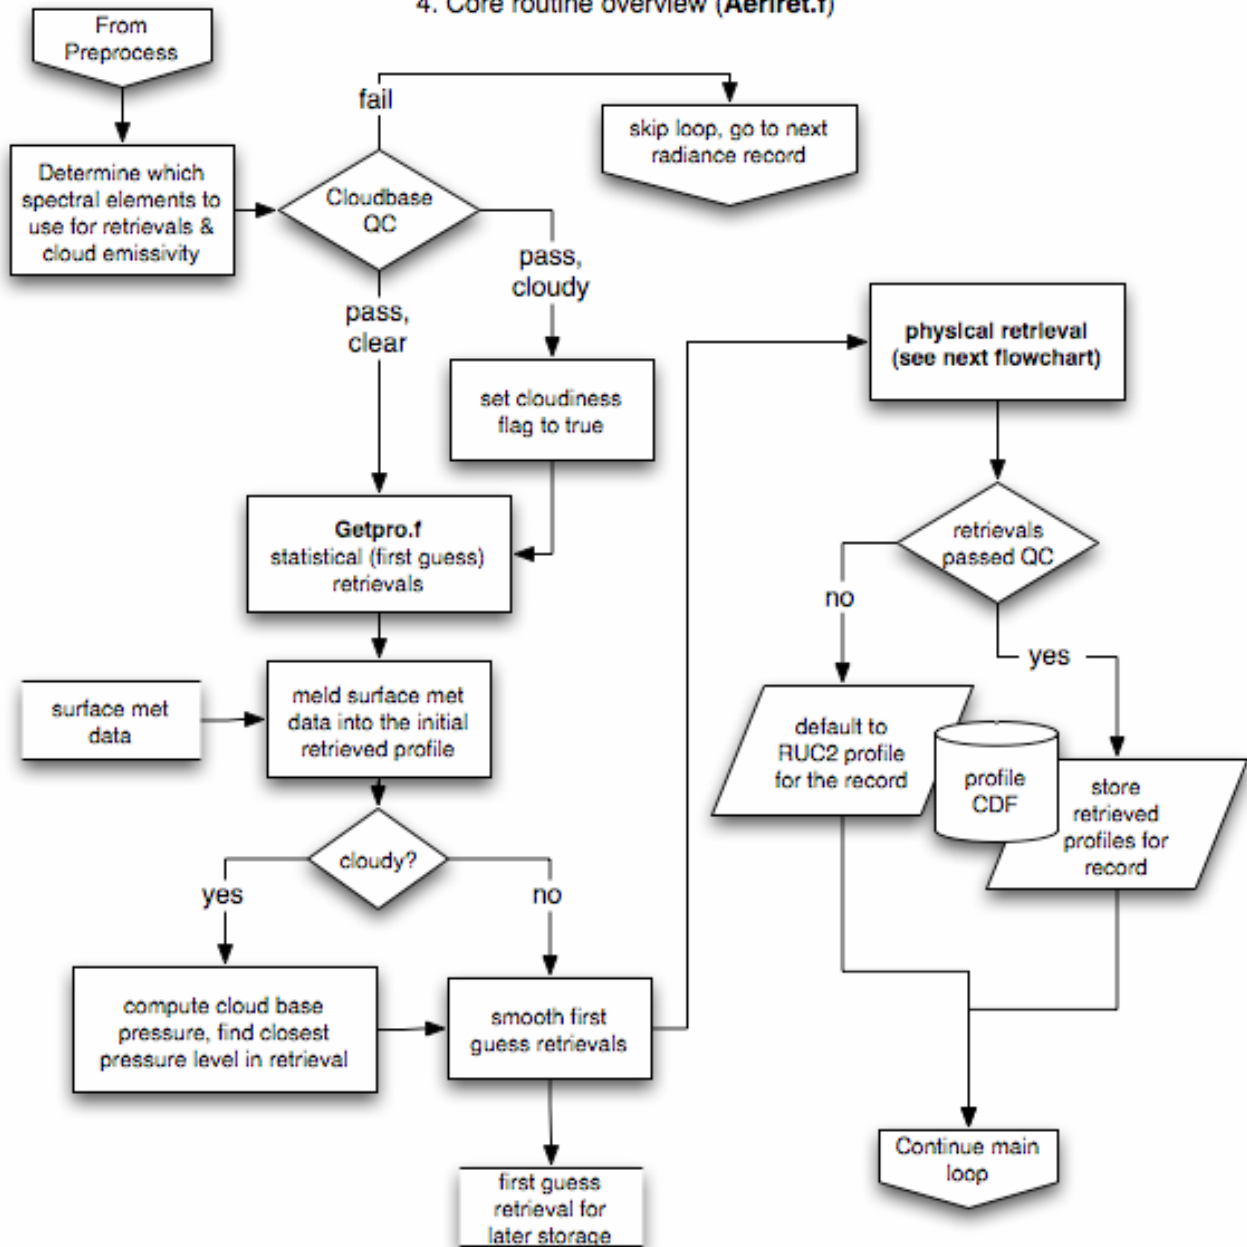 4. Core routine overview (Aeriret.f)
From
Preprocess
fail
skip loop, go to next
radiance record
Determine which
spectral elements to
use for retrievals &
cloud emissivity
Cloudbase
QC
pass,
cloudy
pass,
clear
physical retrieval
(see next flowchart)
set cloudiness
flag to true
Getpro.f
statistical (first guess)
retrievals
retrievals
passed QC
no
yes
surface met
data
meld surface met
data into the initial
retrieved profile
default to
RUC2 profile
for the record
profile
CDF
store
retrieved
profiles for
record
cloudy?
yes
no
compute cloud base
pressure, find closest
pressure level in retrieval
smooth first
guess retrievals
Continue main
loop
first guess
retrieval for
later storage